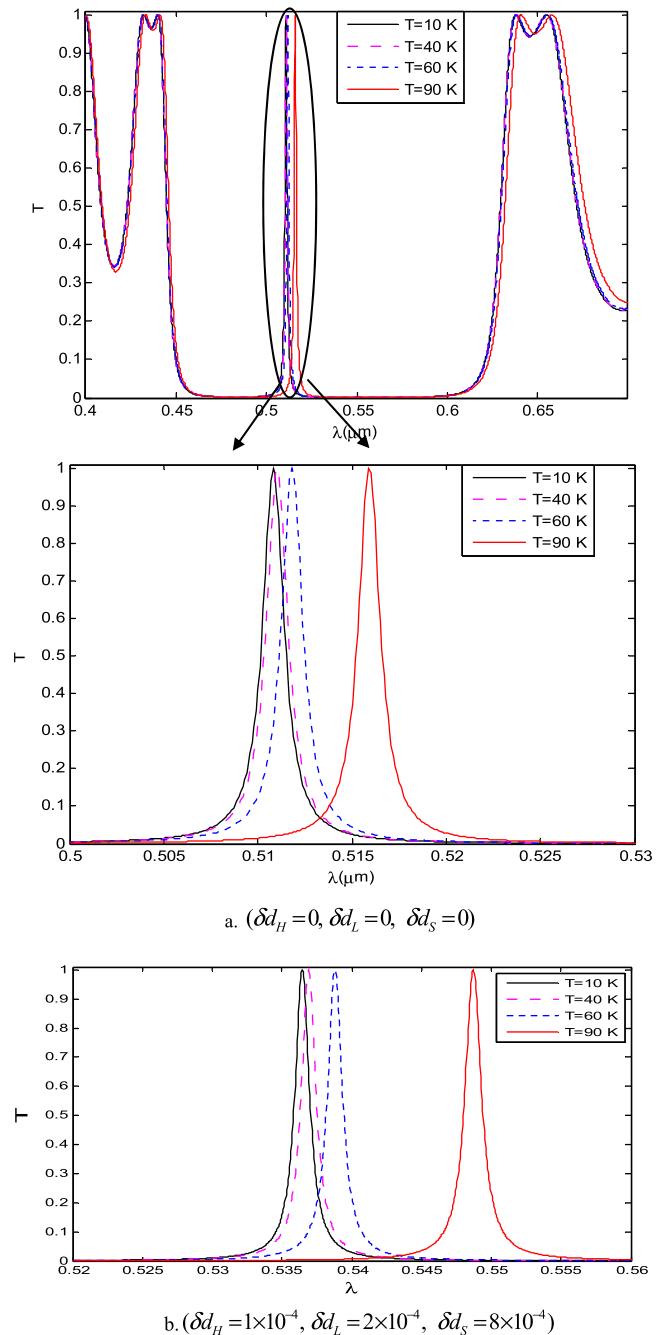 1
0.9
0.8
0.7
0.6
0.5
0.4
0.3
0.2
0.1
0
T
T=10 K
T=40 K
T=60 K
T=90 K
0.4
0.45
0.5
0.55
0.6
0.65
λ(μm)
1
0.9
0.8
0.7
0.6
0.5
0.4
0.3
0.2
0.1
0
T
T=10 K
T=40 K
T=60 K
T=90 K
0.5
0.505
0.51
0.515
0.52
0.525
0.53
λ(μm)
a. (δd_H=0, δd_L=0, δd_S=0)
1
0.9
0.8
0.7
0.6
0.5
0.4
0.3
0.2
0.1
0
T
T=10 K
T=40 K
T=60 K
T=90 K
0.52
0.525
0.53
0.535
0.54
0.545
0.55
0.555
0.56
λ
b. (δd_H=1×10⁻⁴, δd_L=2×10⁻⁴, δd_S=8×10⁻⁴)